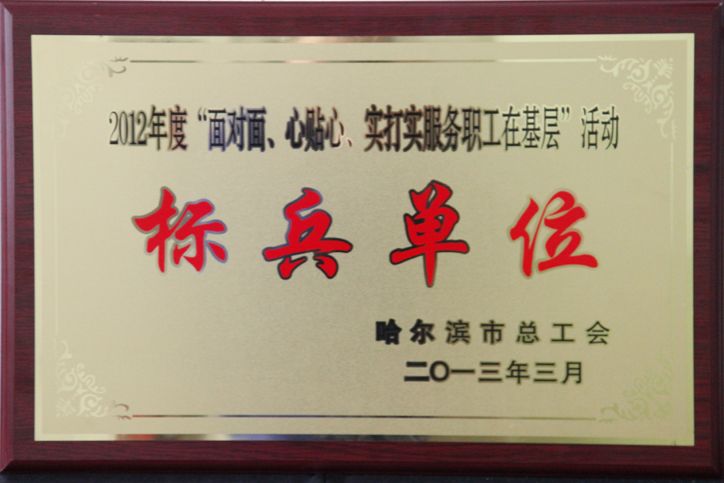 2012年度“面对面、心贴心、实打实服务职工在基层”活动
标兵单位
哈尔滨市总工会
二〇一三年三月